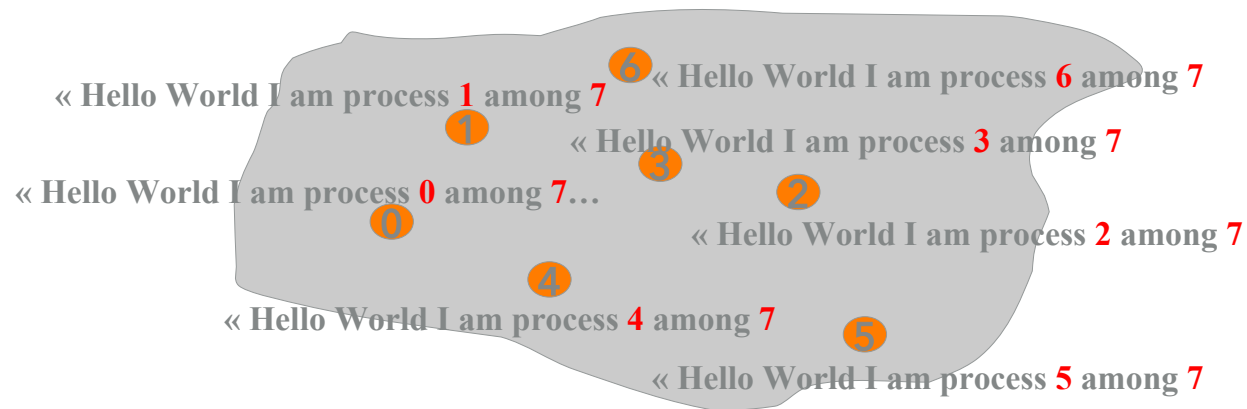 6
« Hello World I am process 6 among 7
« Hello World I am process 1 among 7
1
« Hello World I am process 3 among 7
3
« Hello World I am process 0 among 7…
2
0
« Hello World I am process 2 among 7
4
« Hello World I am process 4 among 7
5
« Hello World I am process 5 among 7